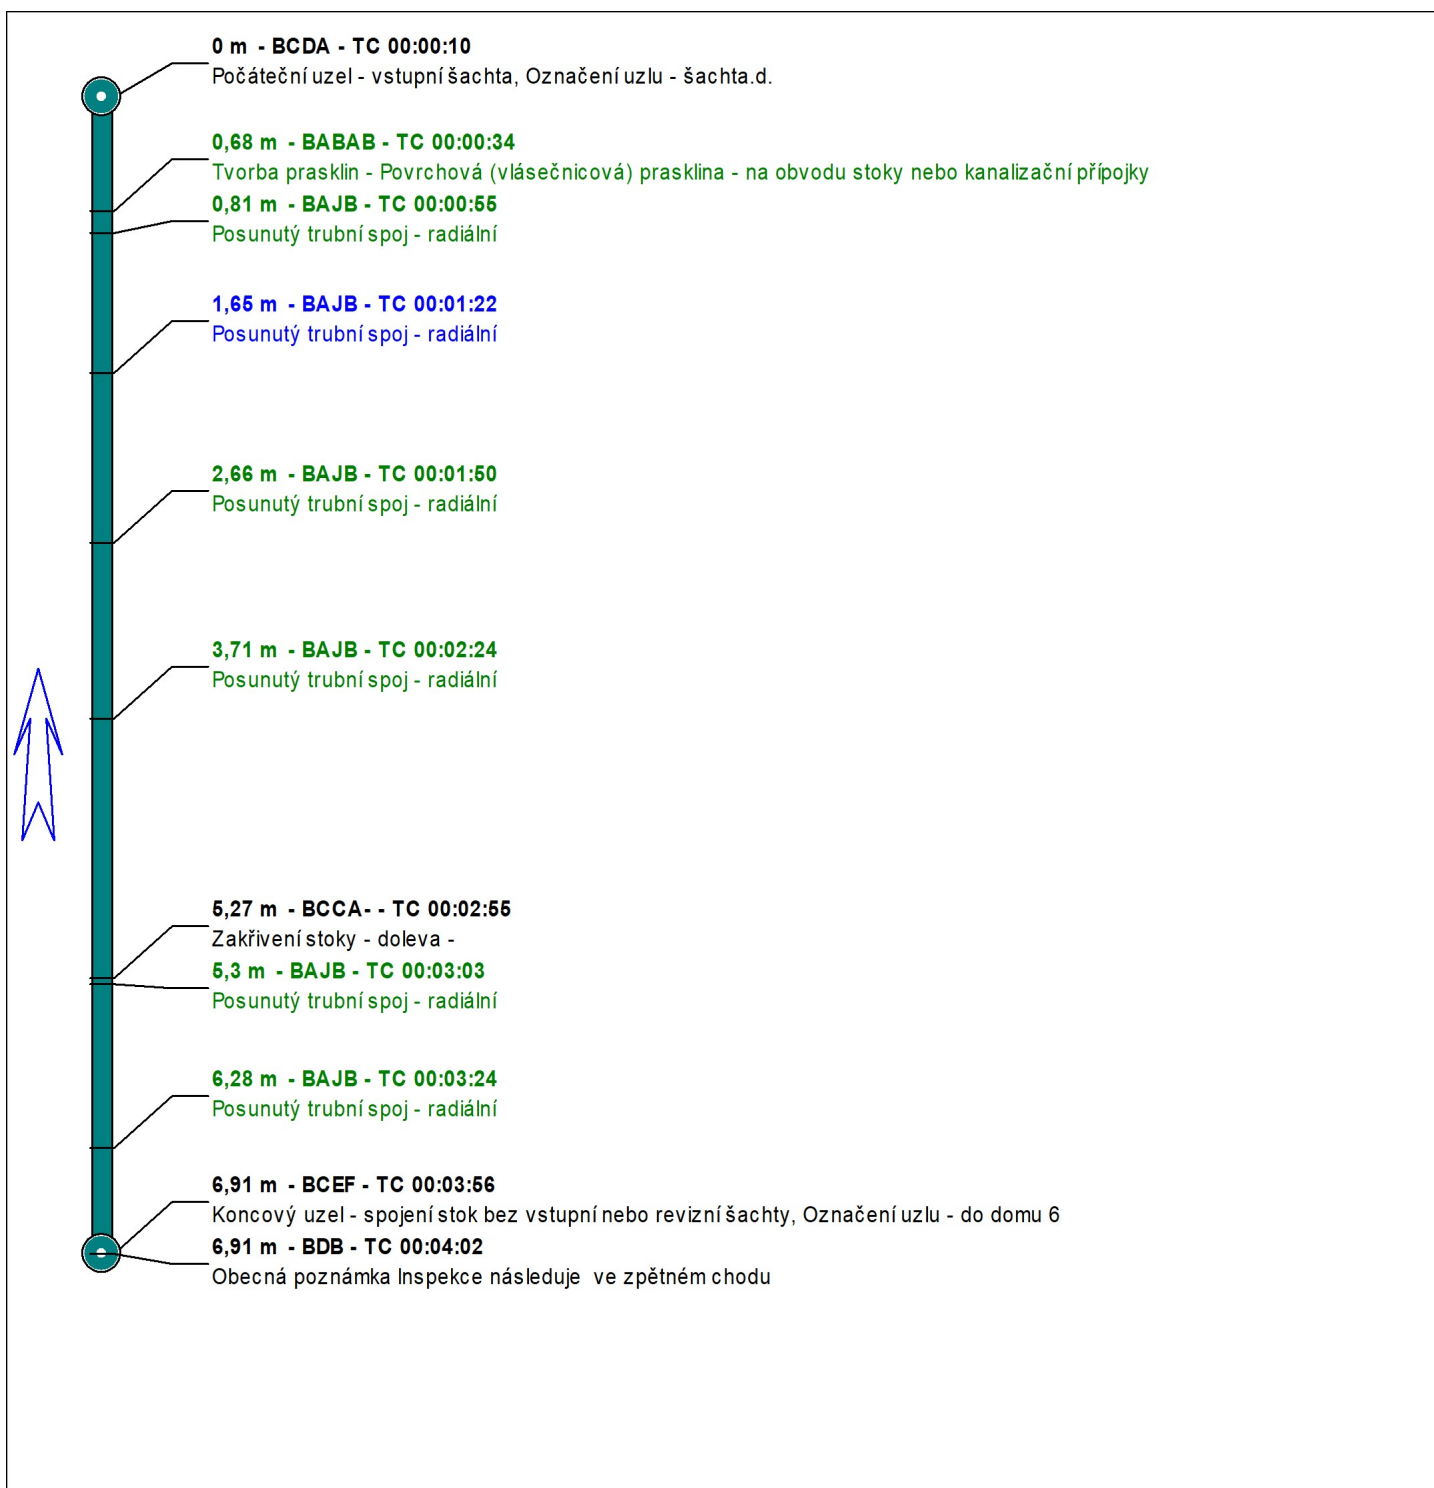 0 m - BCDA - TC 00:00:10
Počáteční uzel - vstupní šachta, Označení uzlu - šachta.d.
0,68 m - BABAB - TC 00:00:34
Tvorba prasklin - Povrchová (vlásečnicová) prasklina - na obvodu stoky nebo kanalizační přípojky
0,81 m - BAJB - TC 00:00:55
Posunutý trubní spoj - radiální
1,65 m - BAJB - TC 00:01:22
Posunutý trubní spoj - radiální
2,66 m - BAJB - TC 00:01:50
Posunutý trubní spoj - radiální
3,71 m - BAJB - TC 00:02:24
Posunutý trubní spoj - radiální
5,27 m - BCCA- - TC 00:02:55
Zakřivení stoky - doleva -
5,3 m - BAJB - TC 00:03:03
Posunutý trubní spoj - radiální
6,28 m - BAJB - TC 00:03:24
Posunutý trubní spoj - radiální
6,91 m - BCEF - TC 00:03:56
Koncový uzel - spojení stok bez vstupní nebo revizní šachty, Označení uzlu - do domu 6
6,91 m - BDB - TC 00:04:02
Obecná poznámka Inspekce následuje ve zpětném chodu